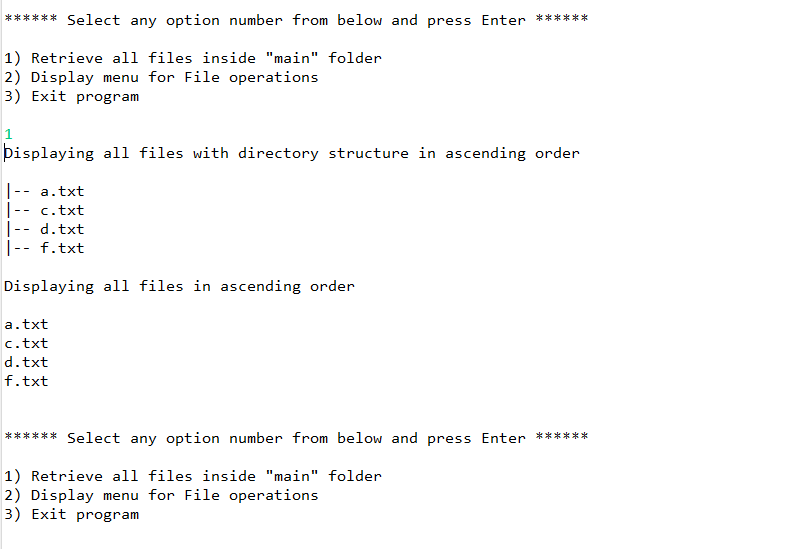 ****** Select any option number from below and press Enter ******
1) Retrieve all files inside "main" folder
2) Display menu for File operations
3) Exit program
1
Displaying all files with directory structure in ascending order
|-- a.txt
|-- c.txt
|-- d.txt
|-- f.txt
Displaying all files in ascending order
a.txt
c.txt
d.txt
f.txt
****** Select any option number from below and press Enter ******
1) Retrieve all files inside "main" folder
2) Display menu for File operations
3) Exit program